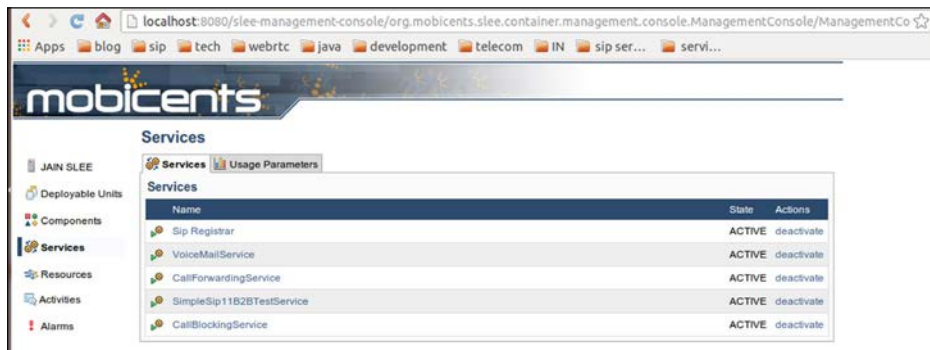 localhost:8080/slee-management-console/org.mobicents.slee.container.management.console.ManagementConsole/ManagementCo
Apps blog sip tech webrtc java development telecom IN sip ser... servi...
mobicents
Services
JAIN SLEE
Deployable Units
Components
Services
Resources
Activities
Alarms
Services Usage Parameters
Services
Name State Actions
Sip Registrar ACTIVE deactivate
VoiceMailService ACTIVE deactivate
CallForwardingService ACTIVE deactivate
SimpleSip11B2BTestService ACTIVE deactivate
CallBlockingService ACTIVE deactivate